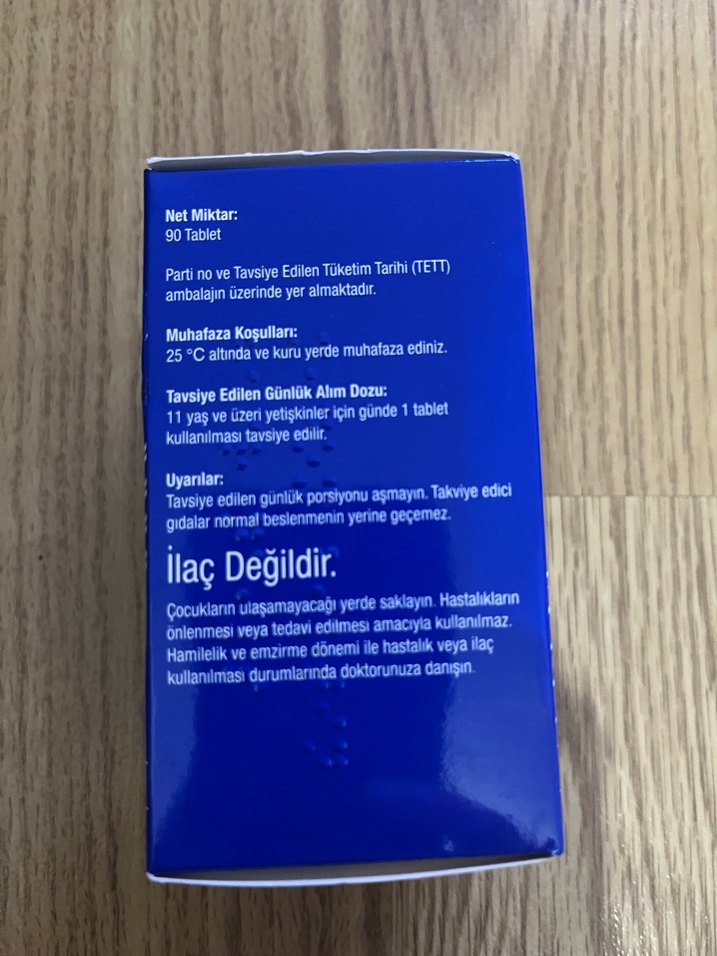 Net Miktar:
90 Tablet
Parti no ve Tavsiye Edilen Tüketim Tarihi (TETT)
ambalajın üzerinde yer almaktadır.
Muhafaza Koşulları:
25 °C altında ve kuru yerde muhafaza ediniz.
Tavsiye Edilen Günlük Alım Dozu:
11 yaş ve üzeri yetişkinler için günde 1 tablet
kullanılması tavsiye edilir.
Uyarılar:
Tavsiye edilen günlük porsiyonu aşmayın. Takviye edici
gıdalar normal beslenmenin yerine geçemez.
İlaç Değildir.
Çocukların ulaşamayacağı yerde saklayın. Hastalıkların
önlenmesi veya tedavi edilmesi amacıyla kullanılmaz.
Hamilelik ve emzirme dönemi ile hastalık veya ilaç
kullanılması durumlarında doktorunuza danışın.